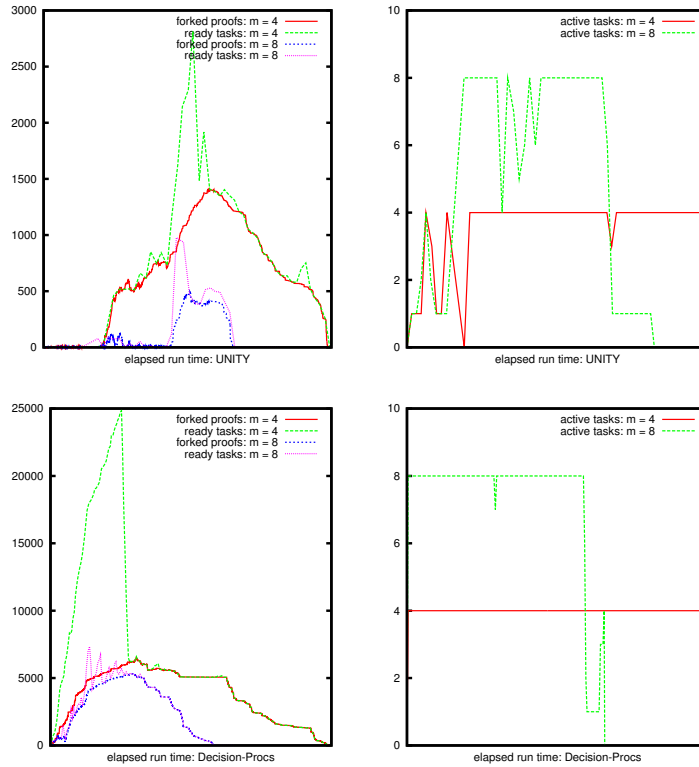 3000
2500
2000
1500
1000
500
0
forked proofs: m = 4
ready tasks: m = 4
forked proofs: m = 8
ready tasks: m = 8
elapsed run time: UNITY
10
8
6
4
2
0
active tasks: m = 4
active tasks: m = 8
elapsed run time: UNITY
25000
20000
15000
10000
5000
0
forked proofs: m = 4
ready tasks: m = 4
forked proofs: m = 8
ready tasks: m = 8
elapsed run time: Decision-Procs
10
8
6
4
2
0
active tasks: m = 4
active tasks: m = 8
elapsed run time: Decision-Procs